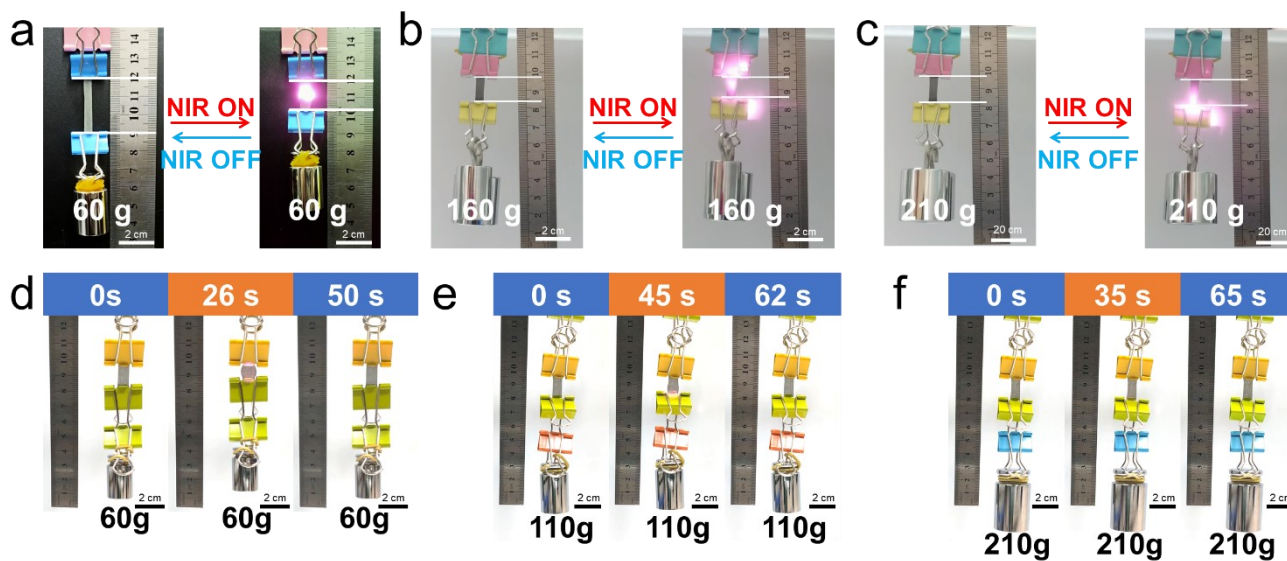 a
b
c
NIR ON
NIR OFF
60 g
60 g
2 cm
2 cm
NIR ON
NIR OFF
160 g
160 g
2 cm
2 cm
NIR ON
NIR OFF
210 g
210 g
20 cm
20 cm
d
0s
26 s
50 s
60g
60g
60g
2 cm
2 cm
2 cm
e
0 s
45 s
62 s
110g
110g
110g
2 cm
2 cm
2 cm
f
0 s
35 s
65 s
210g
210g
210g
2 cm
2 cm
2 cm